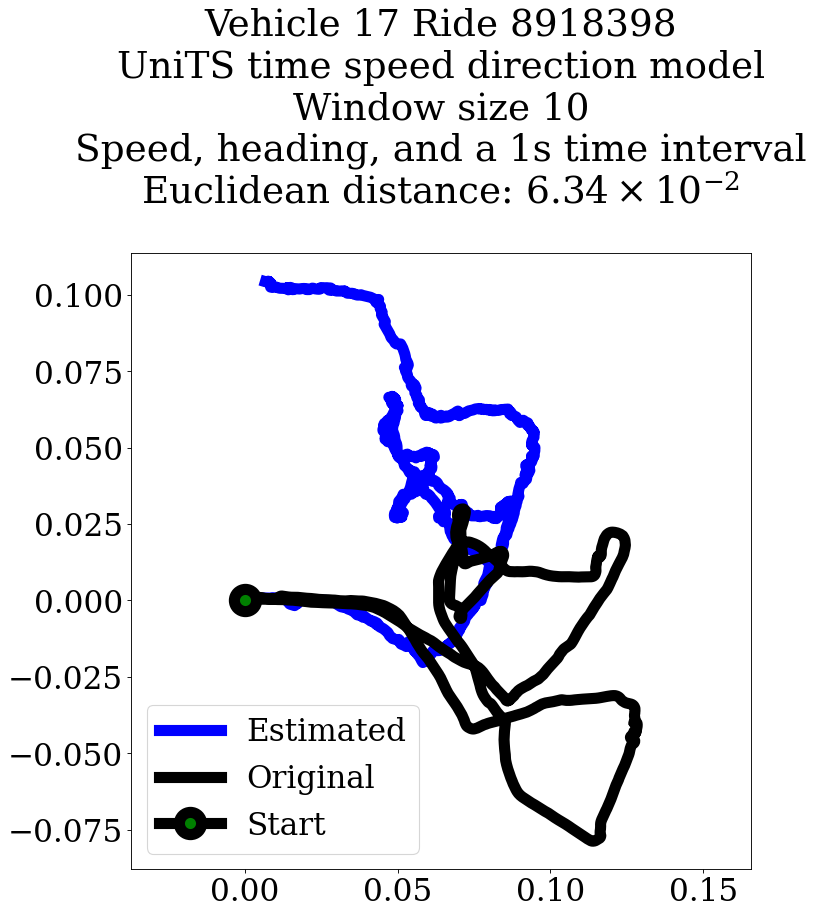 Vehicle 17 Ride 8918398
UniTS time speed direction model
Window size 10
Speed, heading, and a 1s time interval
Euclidean distance: 6.34 × 10⁻²
0.100
0.075
0.050
0.025
0.000
−0.025
−0.050
−0.075
Estimated
Original
Start
0.00 0.05 0.10 0.15